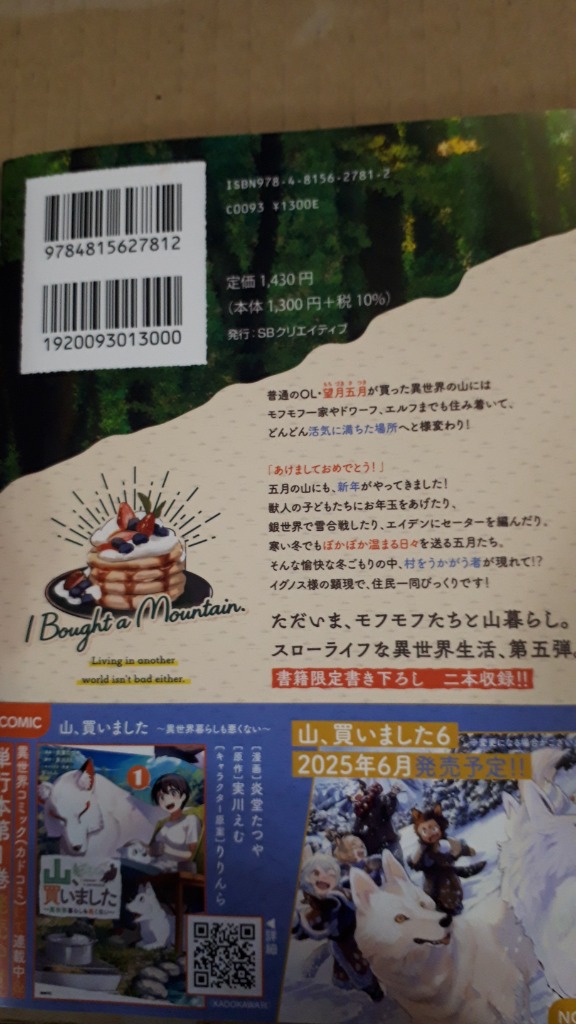 ISBN978-4-8156-2781-2
C0093 ¥1300E
9784815627812
1920093013000
定価 1,430円
(本体 1,300円+税10%)
発行:SBクリエイティブ
普通のOL・望月五月が買った異世界の山には
モフモフ一家やドワーフ、エルフまでも住み着いて、
どんどん活気に満ちた場所へと様変わり!
「あけましておめでとう!」
五月の山にも、新年がやってきました!
獣人の子どもたちにお年玉をあげたり、
銀世界で雪合戦したり、エイデンにセーターを編んだり。
寒い冬でもぽかぽか温まる日々を送る五月たち。
そんな愉快な冬ごもりの中、村をうかがう者が現れて!?
イグノス様の顕現で、住民一同びっくりです!
ただいま、モフモフたちと山暮らし。
スローライフな異世界生活、第五弾。
書籍限定書き下ろし 二本収録!!
I Bought a Mountain.
Living in another
world isn't bad either.
COMIC
山、買いました ~異世界暮らしも悪くない~
異世界コミック(カドコミ)にて連載中
単行本第1巻
1
山、
買いました
~異世界暮らしも悪くない~
【漫画】炎堂たつや
【原作】実川えむ
【キャラクター原案】りりんら
◀詳細
©KADOKAWA
山、買いました6
2025年6月発売予定!!